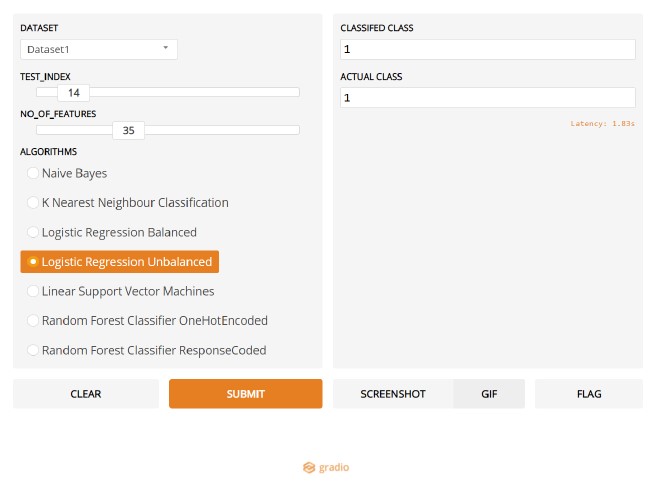 DATASET
Dataset1
TEST_INDEX
14
NO_OF_FEATURES
35
ALGORITHMS
Naive Bayes
K Nearest Neighbour Classification
Logistic Regression Balanced
Logistic Regression Unbalanced
Linear Support Vector Machines
Random Forest Classifier OneHotEncoded
Random Forest Classifier ResponseCoded
CLEAR
SUBMIT
CLASSIFED CLASS
1
ACTUAL CLASS
1
Latency: 1.83s
SCREENSHOT
GIF
FLAG
gradio